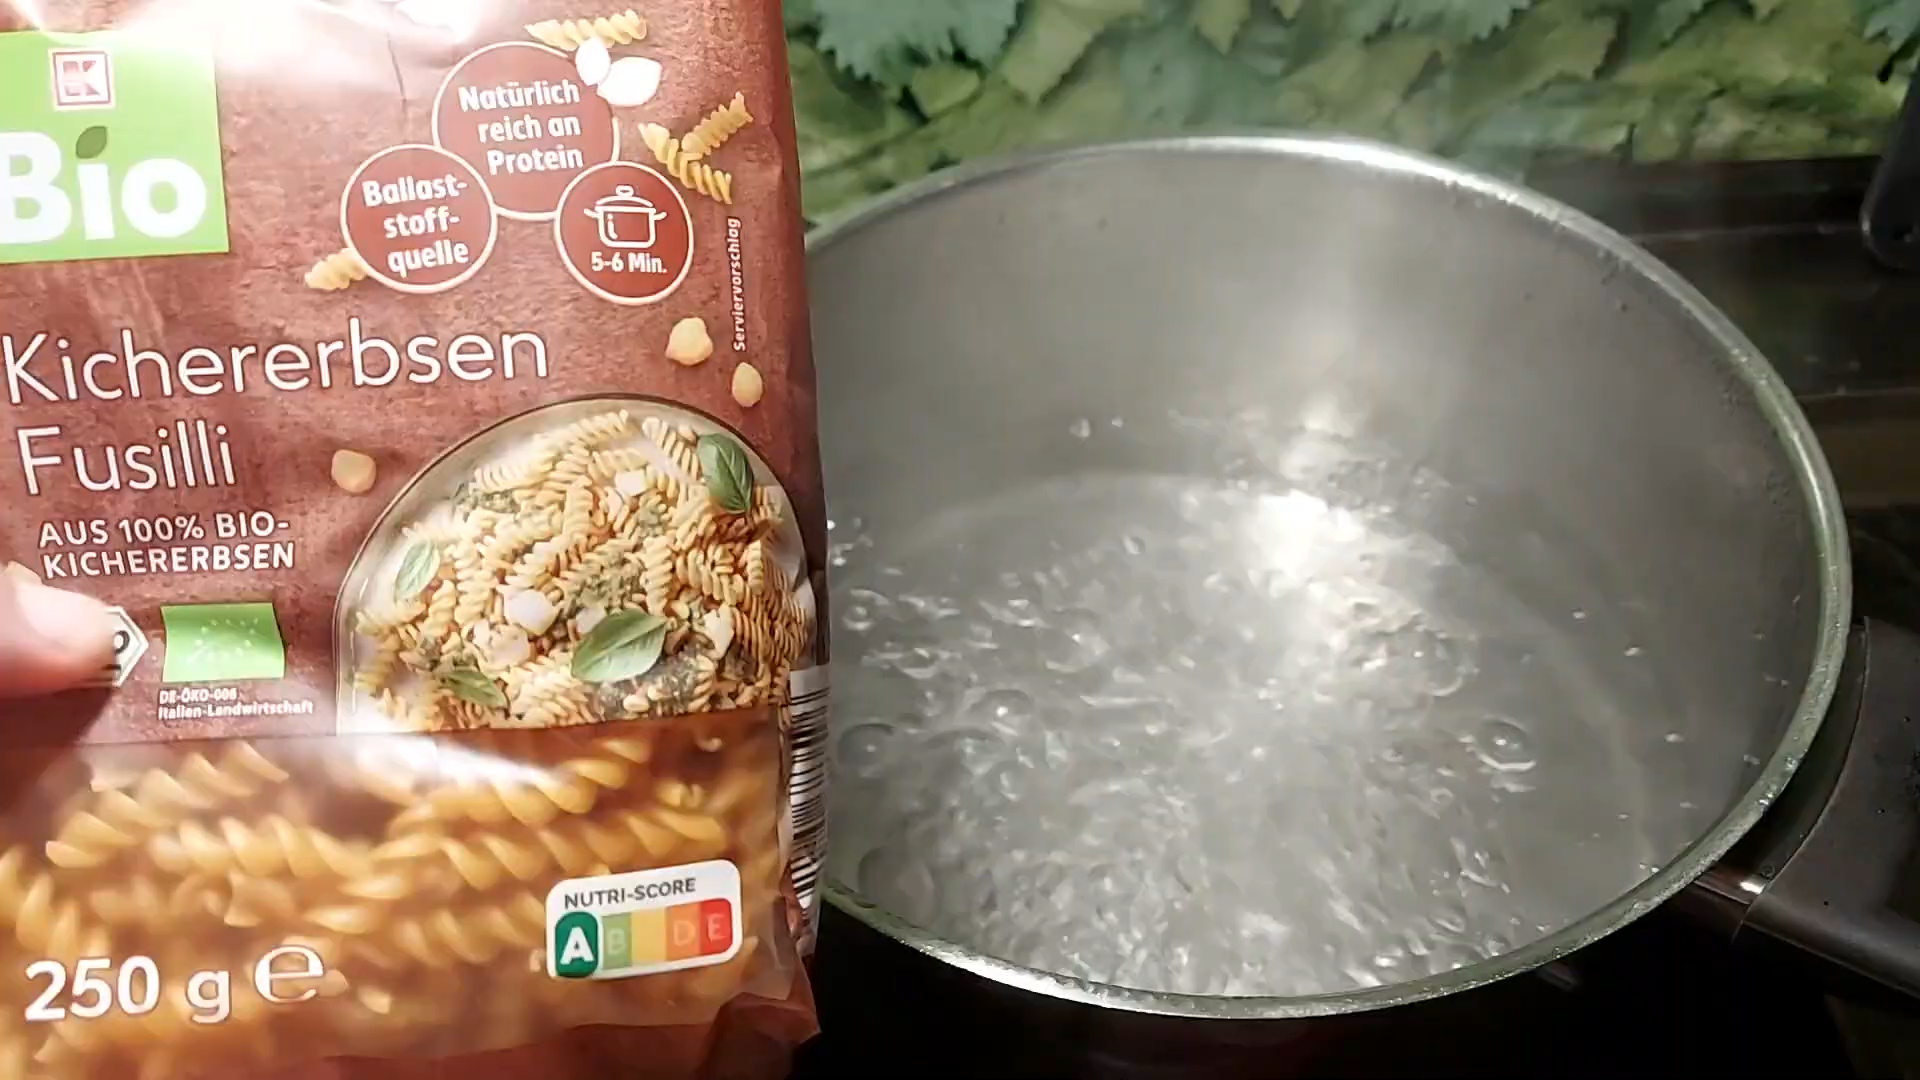 K
Bio
Natürlich
reich an
Protein
Ballast-
stoff-
quelle
5-6 Min.
Serviervorschlag
Kichererbsen
Fusilli
AUS 100% BIO-
KICHERERBSEN
DE-ÖKO-006
Italien-Landwirtschaft
NUTRI-SCORE
A B D E
250 g e